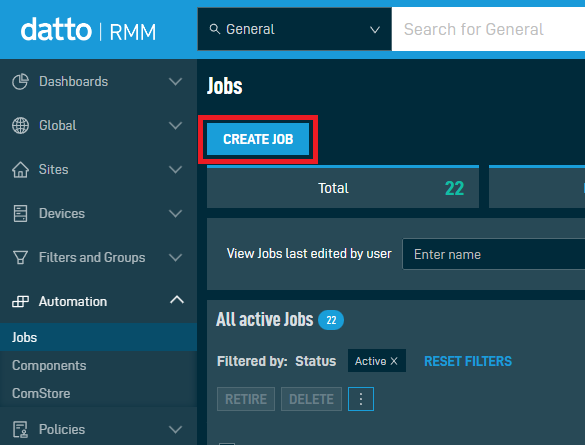 datto | RMM
General
Search for General
Dashboards
Global
Sites
Devices
Filters and Groups
Automation
Jobs
Components
ComStore
Policies
Jobs
CREATE JOB
Total 22
View Jobs last edited by user Enter name
All active Jobs 22
Filtered by: Status Active X RESET FILTERS
RETIRE DELETE